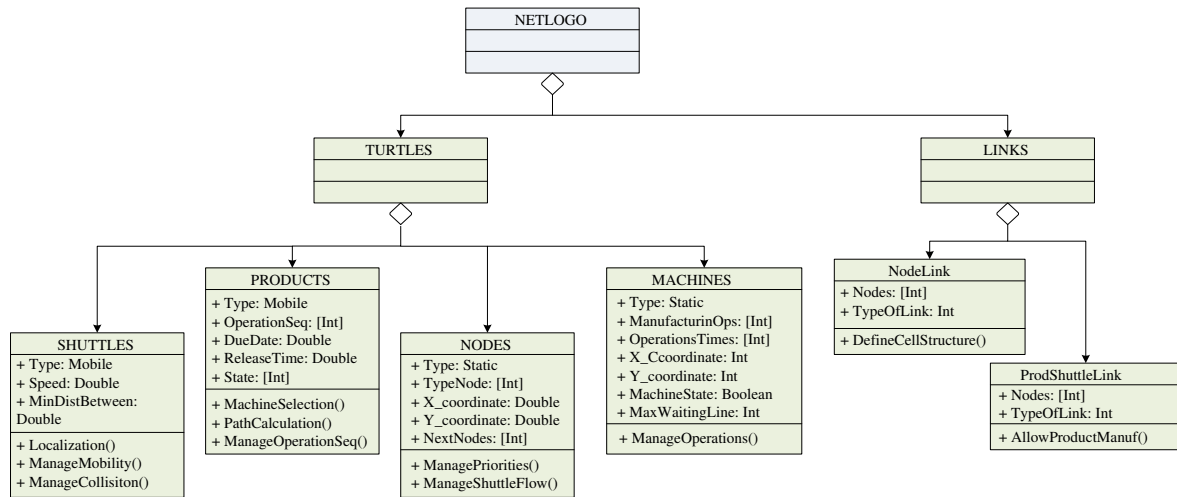 NETLOGO
TURTLES
LINKS
SHUTTLES
+ Type: Mobile
+ Speed: Double
+ MinDistBetween:
Double
+ Localization()
+ ManageMobility()
+ ManageCollisiton()
PRODUCTS
+ Type: Mobile
+ OperationSeq: [Int]
+ DueDate: Double
+ ReleaseTime: Double
+ State: [Int]
+ MachineSelection()
+ PathCalculation()
+ ManageOperationSeq()
NODES
+ Type: Static
+ TypeNode: [Int]
+ X_coordinate: Double
+ Y_coordinate: Double
+ NextNodes: [Int]
+ ManagePriorities()
+ ManageShuttleFlow()
MACHINES
+ Type: Static
+ ManufacturinOps: [Int]
+ OperationsTimes: [Int]
+ X_Ccoordinate: Int
+ Y_coordinate: Int
+ MachineState: Boolean
+ MaxWaitingLine: Int
+ ManageOperations()
NodeLink
+ Nodes: [Int]
+ TypeOfLink: Int
+ DefineCellStructure()
ProdShuttleLink
+ Nodes: [Int]
+ TypeOfLink: Int
+ AllowProductManuf()